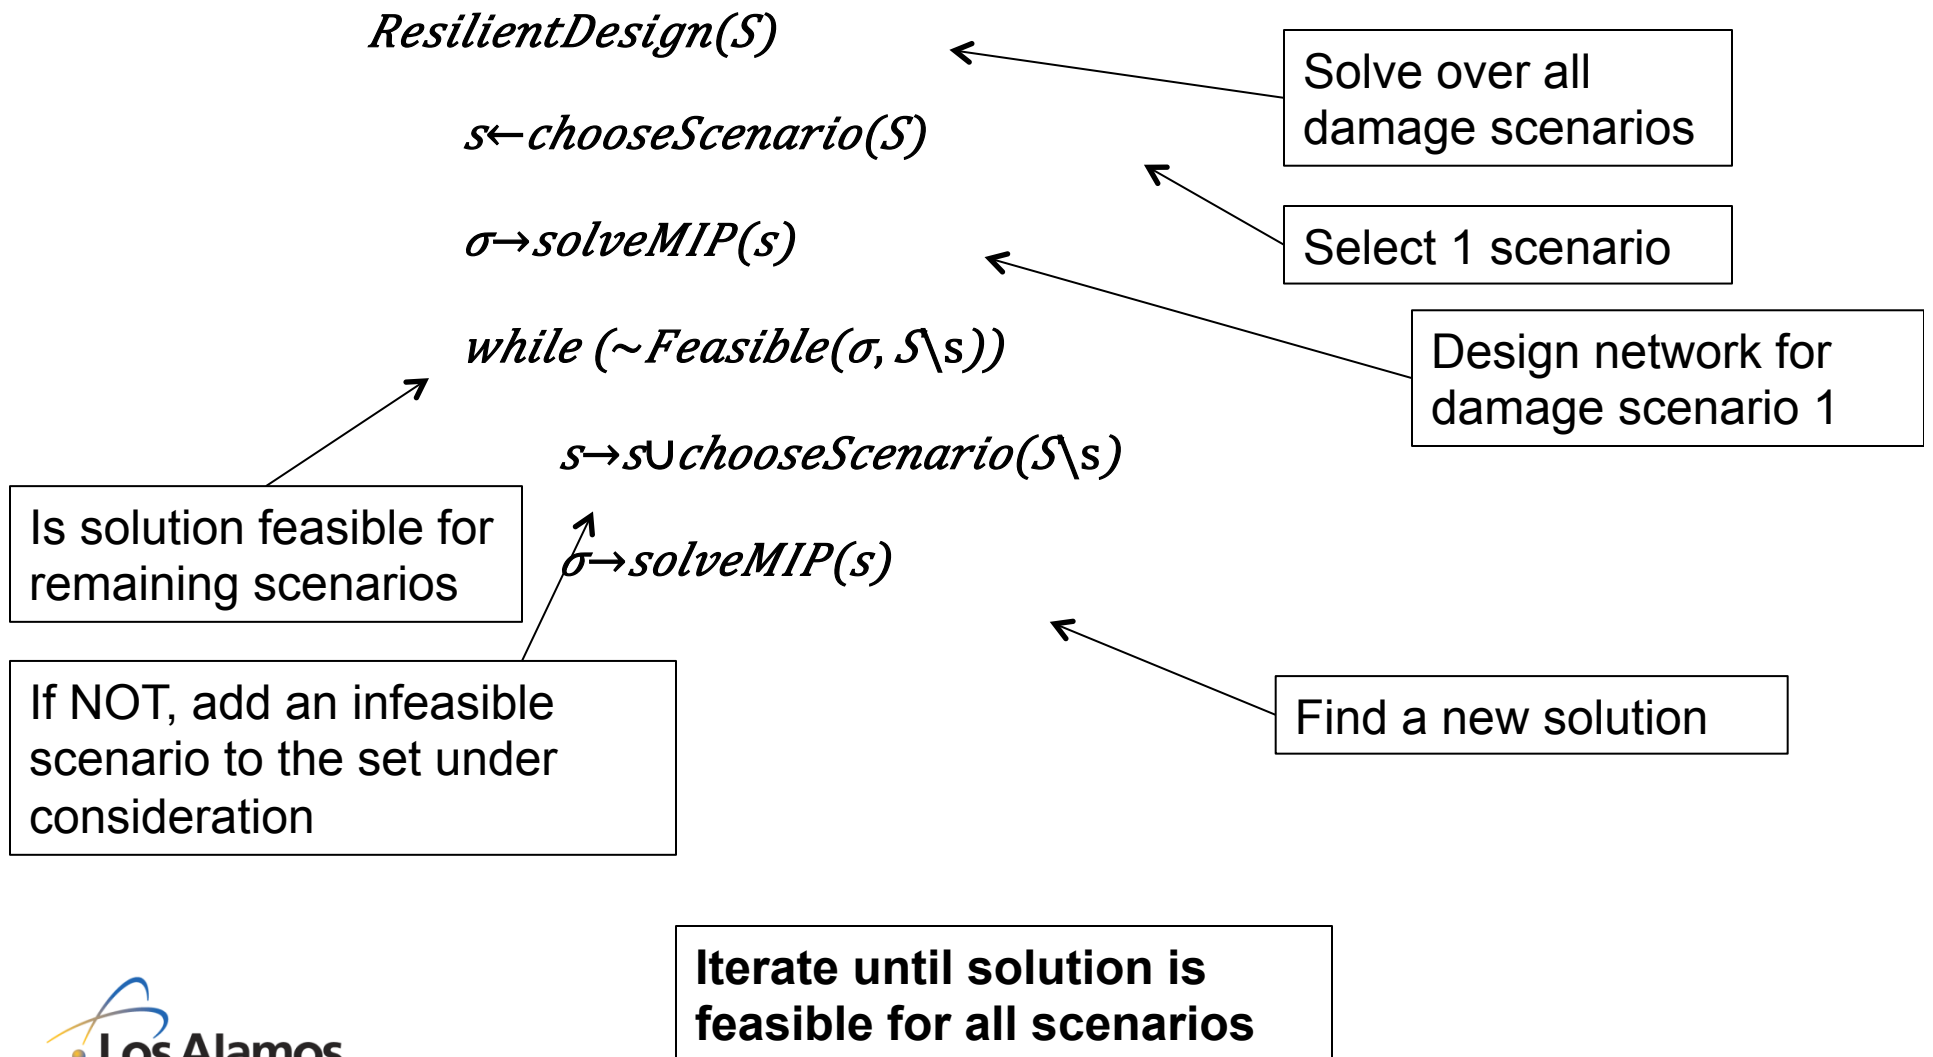 ResilientDesign(S)
s←chooseScenario(S)
σ→solveMIP(s)
while (~Feasible(σ, S\s))
s→s∪chooseScenario(S\s)
σ→solveMIP(s)
Solve over all
damage scenarios
Select 1 scenario
Design network for
damage scenario 1
Is solution feasible for
remaining scenarios
If NOT, add an infeasible
scenario to the set under
consideration
Find a new solution
Iterate until solution is
feasible for all scenarios
Los Alamos